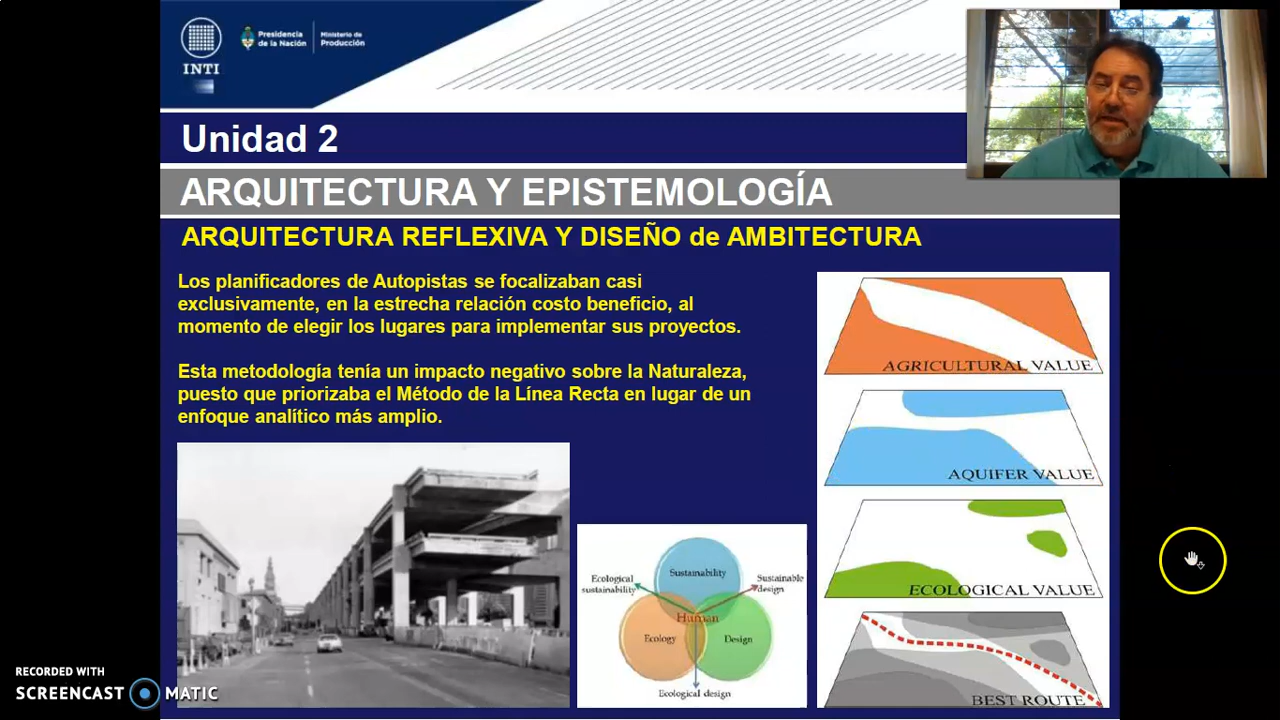 INTI
Presidencia
de la Nación
Ministerio de
Producción
Unidad 2
ARQUITECTURA Y EPISTEMOLOGÍA
ARQUITECTURA REFLEXIVA Y DISEÑO de AMBITECTURA
Los planificadores de Autopistas se focalizaban casi
exclusivamente, en la estrecha relación costo beneficio, al
momento de elegir los lugares para implementar sus proyectos.
Esta metodología tenía un impacto negativo sobre la Naturaleza,
puesto que priorizaba el Método de la Línea Recta en lugar de un
enfoque analítico más amplio.
Sustainability
Ecological
sustainability
Sustainable
design
Human
Ecology
Design
Ecological design
AGRICULTURAL VALUE
AQUIFER VALUE
ECOLOGICAL VALUE
BEST ROUTE
RECORDED WITH
SCREENCAST MATIC